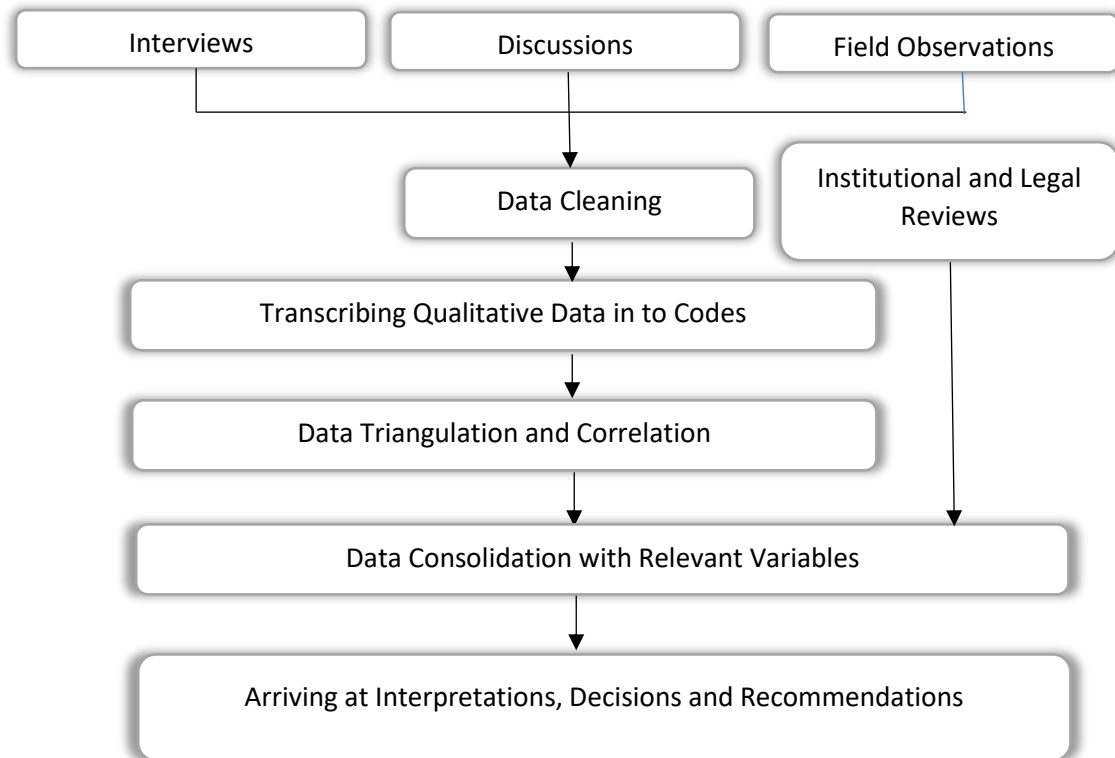 Interviews
Discussions
Field Observations
Data Cleaning
Institutional and Legal
Reviews
Transcribing Qualitative Data in to Codes
Data Triangulation and Correlation
Data Consolidation with Relevant Variables
Arriving at Interpretations, Decisions and Recommendations